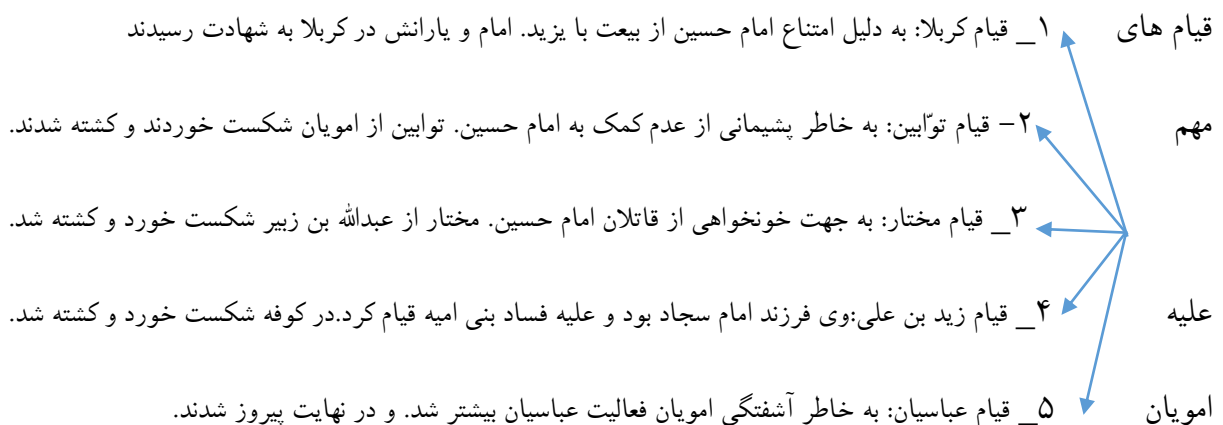 قیام های ۱_ قیام کربلا: به دلیل امتناع امام حسین از بیعت با یزید. امام و یارانش در کربلا به شهادت رسیدند
مهم ۲– قیام توّابین: به خاطر پشیمانی از عدم کمک به امام حسین. توابین از امویان شکست خوردند و کشته شدند.
۳_ قیام مختار: به جهت خونخواهی از قاتلان امام حسین. مختار از عبدالله بن زبیر شکست خورد و کشته شد.
علیه ۴_ قیام زید بن علی:وی فرزند امام سجاد بود و علیه فساد بنی امیه قیام کرد.در کوفه شکست خورد و کشته شد.
امویان ۵_ قیام عباسیان: به خاطر آشفتگی امویان فعالیت عباسیان بیشتر شد. و در نهایت پیروز شدند.